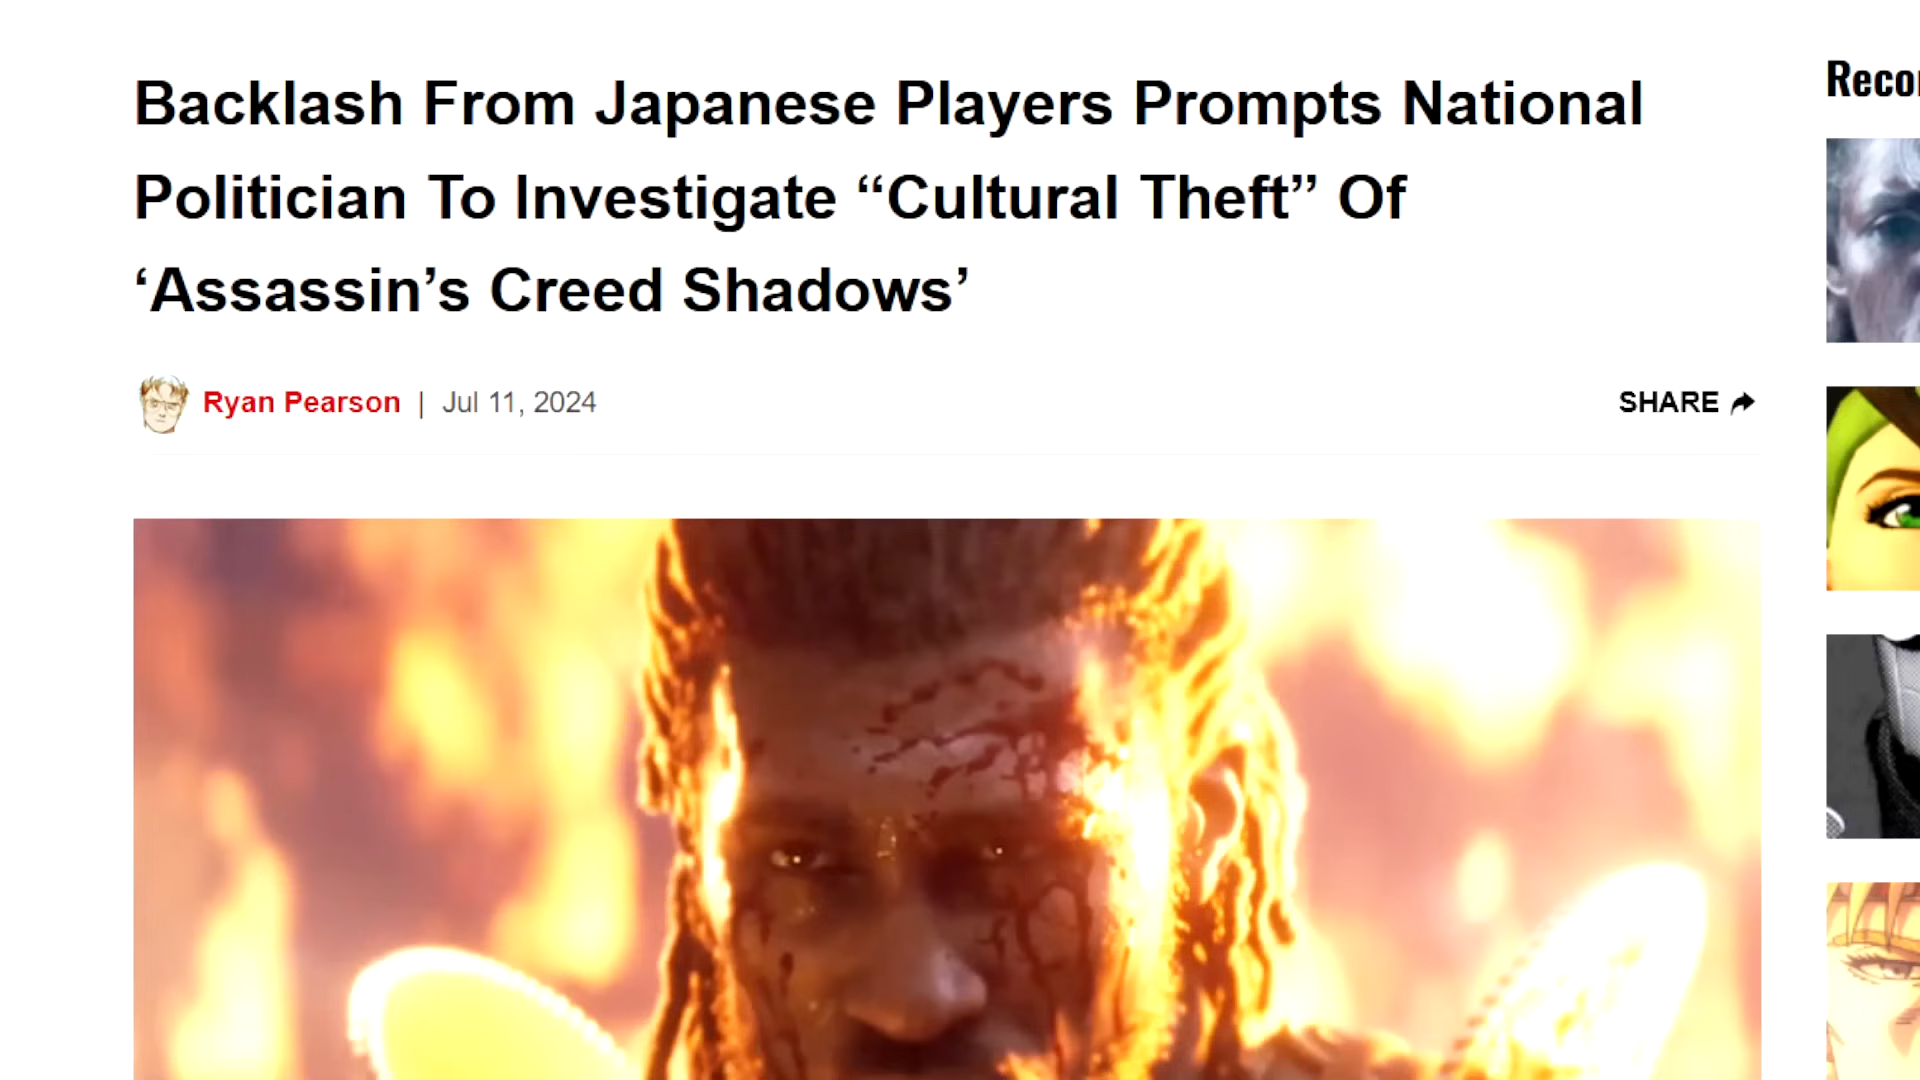 Backlash From Japanese Players Prompts National
Politician To Investigate “Cultural Theft” Of
‘Assassin’s Creed Shadows’
Ryan Pearson | Jul 11, 2024
SHARE